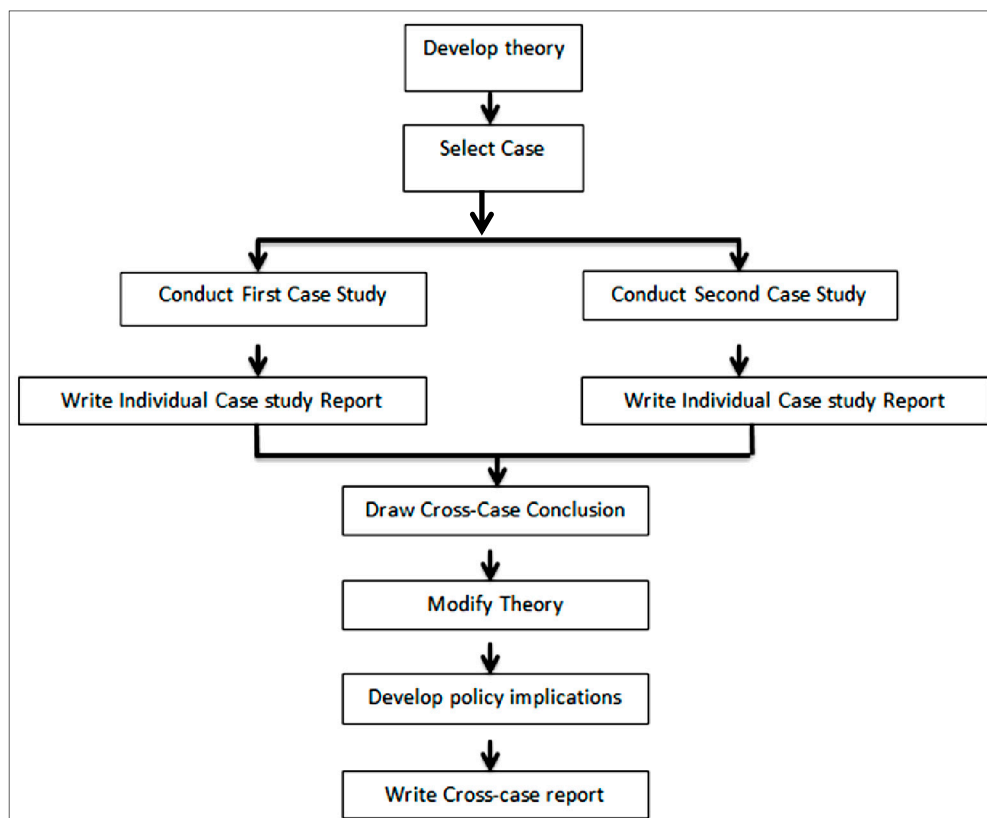 Develop theory
Select Case
Conduct First Case Study
Conduct Second Case Study
Write Individual Case study Report
Write Individual Case study Report
Draw Cross-Case Conclusion
Modify Theory
Develop policy implications
Write Cross-case report